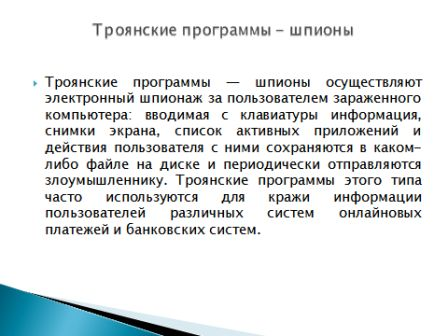 Троянские программы - шпионы
Троянские программы — шпионы осуществляют
электронный шпионаж за пользователем зараженного
компьютера: вводимая с клавиатуры информация,
снимки экрана, список активных приложений и
действия пользователя с ними сохраняются в каком-
либо файле на диске и периодически отправляются
злоумышленнику. Троянские программы этого типа
часто используются для кражи информации
пользователей различных систем онлайновых
платежей и банковских систем.